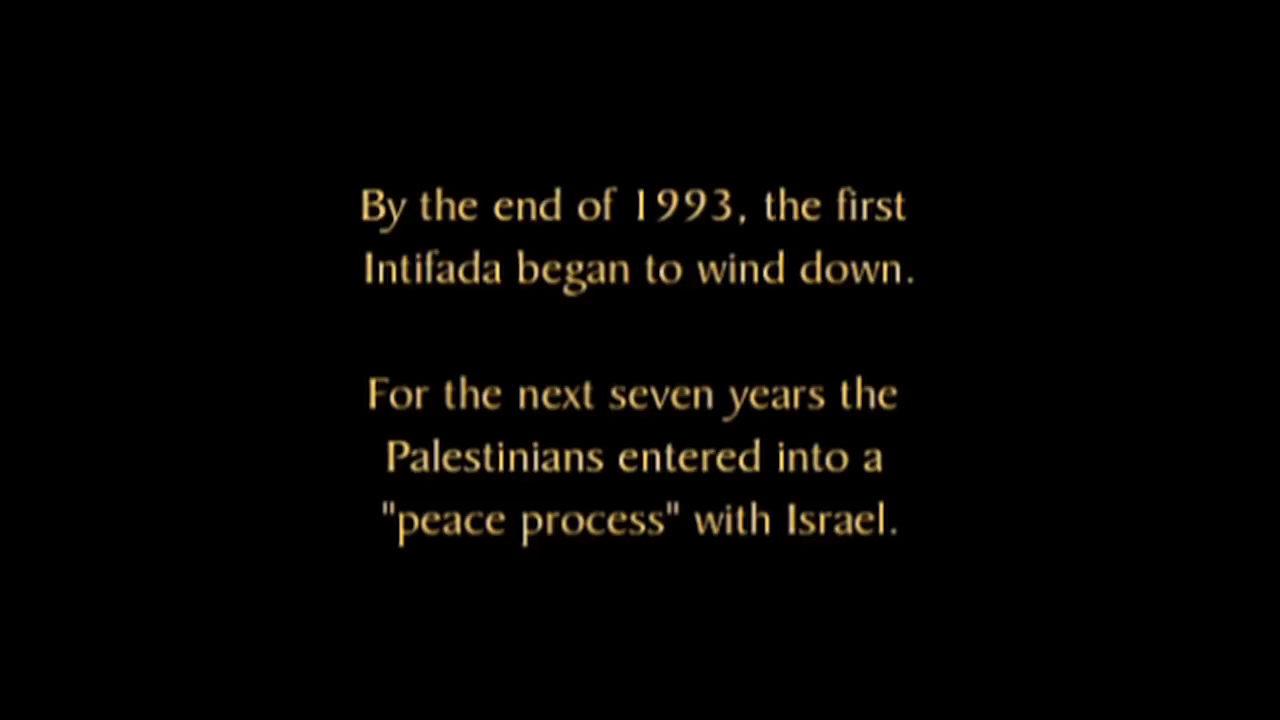 By the end of 1993, the first
Intifada began to wind down.
For the next seven years the
Palestinians entered into a
"peace process" with Israel.